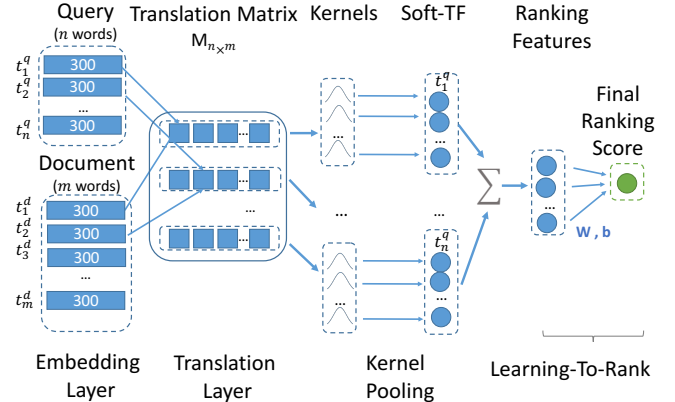 Query
(n words)
t_1^q 300
t_2^q 300
...
t_n^q 300
Document
(m words)
t_1^d 300
t_2^d 300
t_3^d 300
...
t_m^d 300
Embedding
Layer
Translation Matrix
M_{n×m}
...
...
...
...
Translation
Layer
Kernels
...
...
...
Soft-TF
t_1^q
...
...
t_n^q
...
Kernel
Pooling
Σ
Ranking
Features
...
W , b
Final
Ranking
Score
Learning-To-Rank